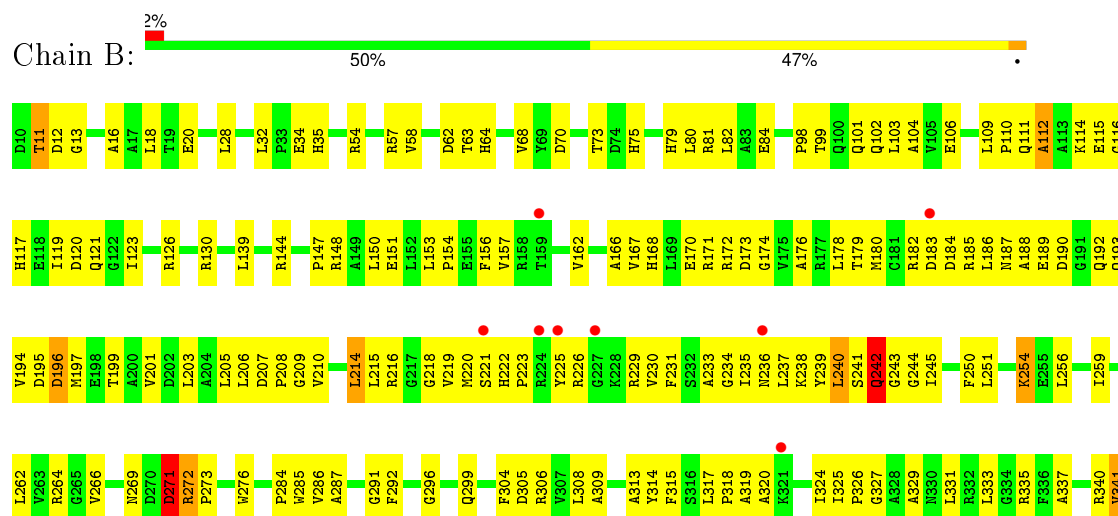 2%
Chain B:
50% 47% •
D10 T11 D12 G13 A16 A17 L18 T19 E20 L28 L32 P33 E34 H35 R54 R57 V58 D62 T63 H64 V68 Y69 D70 T73 D74 H75 H79 L80 R81 L82 A83 E84 P98 T99 Q100 Q101 Q102 L103 A104 V105 E106 L109 P110 Q111 A112 A113 K114 E115 G116
H117 E118 I119 D120 Q121 G122 I123 R126 R130 L139 R144 P147 R148 A149 L150 E151 L152 L153 P154 E155 F156 V157 R158 T159 V162 A166 V167 H168 L169 E170 R171 R172 D173 G174 V175 A176 R177 L178 T179 M180 C181 R182 D183 D184 R185 L186 N187 A188 E189 D190 G191 Q192
V194 D195 D196 M197 E198 T199 A200 V201 D202 L203 A204 L205 L206 D207 P208 G209 V210 L214 L215 R216 G217 G218 V219 M220 S221 H222 P223 R224 Y225 R226 G227 K228 R229 V230 F231 S232 A233 G234 I235 N236 L237 K238 Y239 L240 S241 Q242 G243 G244 I245 F250 L251 K254 E255 L256 I259
L262 V263 R264 G265 V266 N269 D270 D271 R272 P273 W276 P284 W285 V286 A287 G291 F292 G296 Q299 F304 D305 R306 V307 L308 A309 A313 Y314 F315 S316 L317 P318 A319 A320 K321 I324 I325 P326 G327 A328 A329 N330 L331 R332 L333 G334 R335 F336 A337 R340